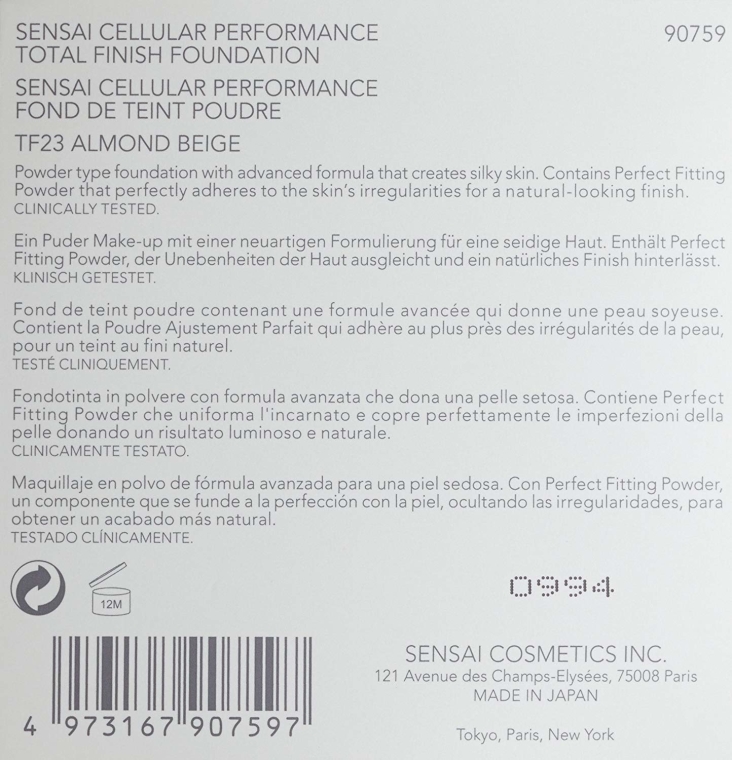 SENSAI CELLULAR PERFORMANCE 90759
TOTAL FINISH FOUNDATION
SENSAI CELLULAR PERFORMANCE
FOND DE TEINT POUDRE
TF23 ALMOND BEIGE
Powder type foundation with advanced formula that creates silky skin. Contains Perfect Fitting
Powder that perfectly adheres to the skin's irregularities for a natural-looking finish.
CLINICALLY TESTED.
Ein Puder Make-up mit einer neuartigen Formulierung für eine seidige Haut. Enthält Perfect
Fitting Powder, der Unebenheiten der Haut ausgleicht und ein natürliches Finish hinterlässt.
KLINISCH GETESTET.
Fond de teint poudre contenant une formule avancée qui donne une peau soyeuse.
Contient la Poudre Ajustement Parfait qui adhère au plus près des irrégularités de la peau,
pour un teint au fini naturel.
TESTÉ CLINIQUEMENT.
Fondotinta in polvere con formula avanzata che dona una pelle setosa. Contiene Perfect
Fitting Powder che uniforma l'incarnato e copre perfettamente le imperfezioni della
pelle donando un risultato luminoso e naturale.
CLINICAMENTE TESTATO.
Maquillaje en polvo de fórmula avanzada para una piel sedosa. Con Perfect Fitting Powder,
un componente que se funde a la perfección con la piel, ocultando las irregularidades, para
obtener un acabado más natural.
TESTADO CLÍNICAMENTE.
12M
0994
SENSAI COSMETICS INC.
121 Avenue des Champs-Elysées, 75008 Paris
MADE IN JAPAN
Tokyo, Paris, New York
4 973167 907597